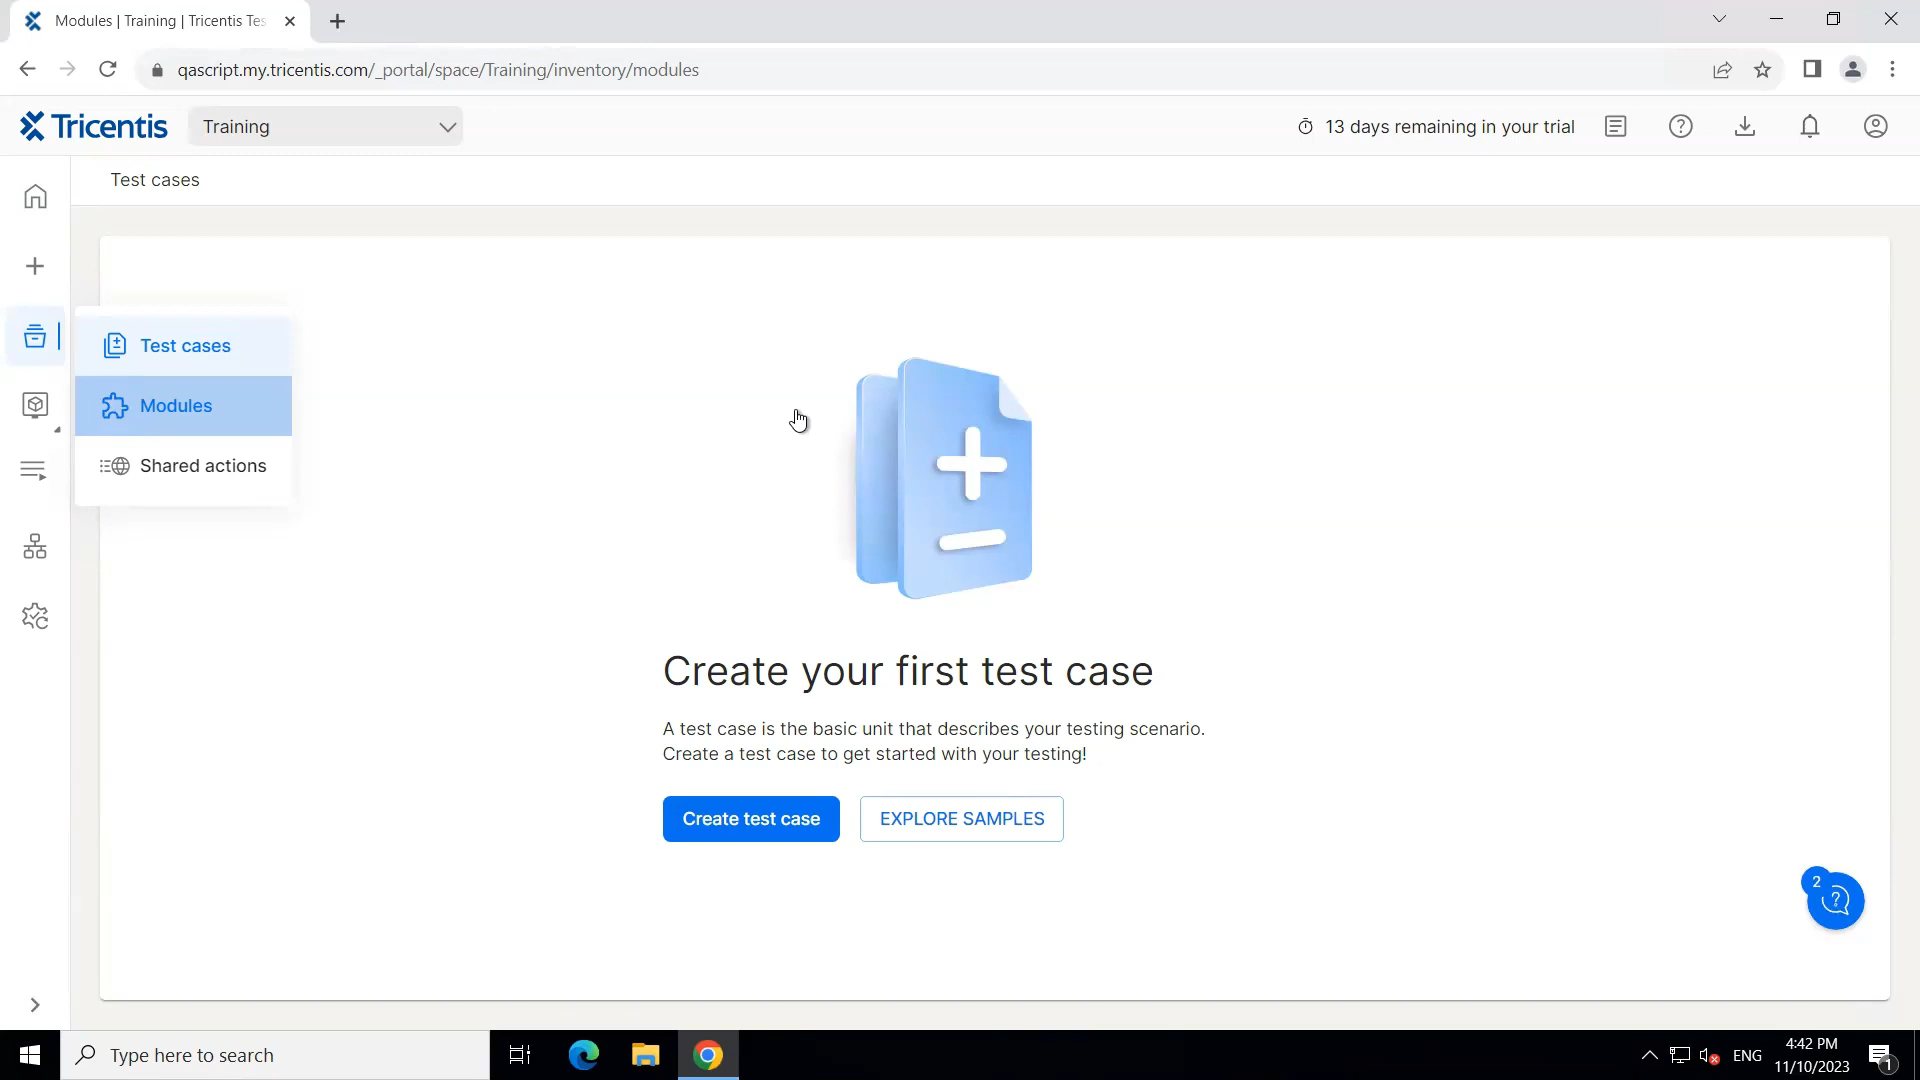 Modules | Training | Tricentis Tes
qascript.my.tricentis.com/_portal/space/Training/inventory/modules
Tricentis
Training
13 days remaining in your trial
Test cases
Test cases
Modules
Shared actions
Create your first test case
A test case is the basic unit that describes your testing scenario.
Create a test case to get started with your testing!
Create test case
EXPLORE SAMPLES
2
Type here to search
ENG
4:42 PM
11/10/2023
1